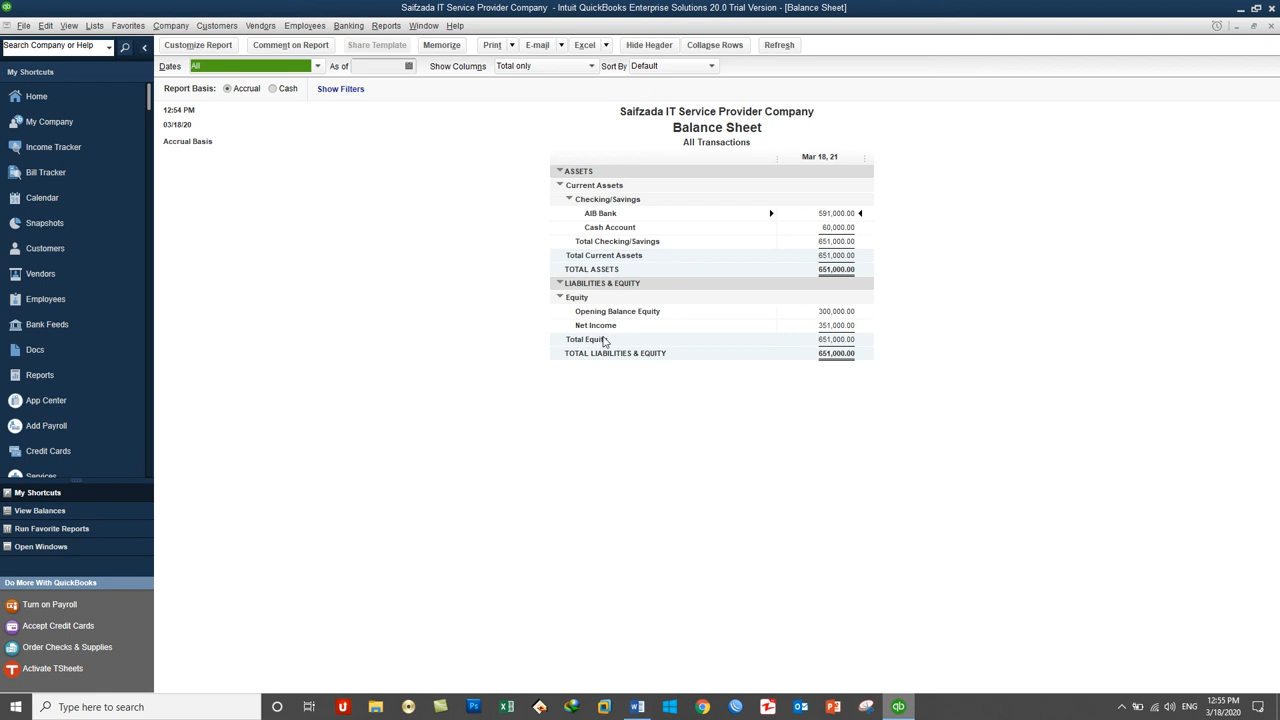 Saifzada IT Service Provider Company - Intuit QuickBooks Enterprise Solutions 20.0 Trial Version - [Balance Sheet]
File Edit View Lists Favorites Company Customers Vendors Employees Banking Reports Window Help
Search Company or Help
Customize Report Comment on Report Share Template Memorize Print E-mail Excel Hide Header Collapse Rows Refresh
Dates All As of Show Columns Total only Sort By Default
Report Basis: Accrual Cash Show Filters
My Shortcuts
Home
My Company
Income Tracker
Bill Tracker
Calendar
Snapshots
Customers
Vendors
Employees
Bank Feeds
Docs
Reports
App Center
Add Payroll
Credit Cards
Services
My Shortcuts
View Balances
Run Favorite Reports
Open Windows
Do More With QuickBooks
Turn on Payroll
Accept Credit Cards
Order Checks & Supplies
Activate TSheets
12:54 PM
03/18/20
Accrual Basis
Saifzada IT Service Provider Company
Balance Sheet
All Transactions
Mar 18, 21
ASSETS
Current Assets
Checking/Savings
AIB Bank 591,000.00
Cash Account 60,000.00
Total Checking/Savings 651,000.00
Total Current Assets 651,000.00
TOTAL ASSETS 651,000.00
LIABILITIES & EQUITY
Equity
Opening Balance Equity 300,000.00
Net Income 351,000.00
Total Equity 651,000.00
TOTAL LIABILITIES & EQUITY 651,000.00
Type here to search
12:55 PM
3/18/2020